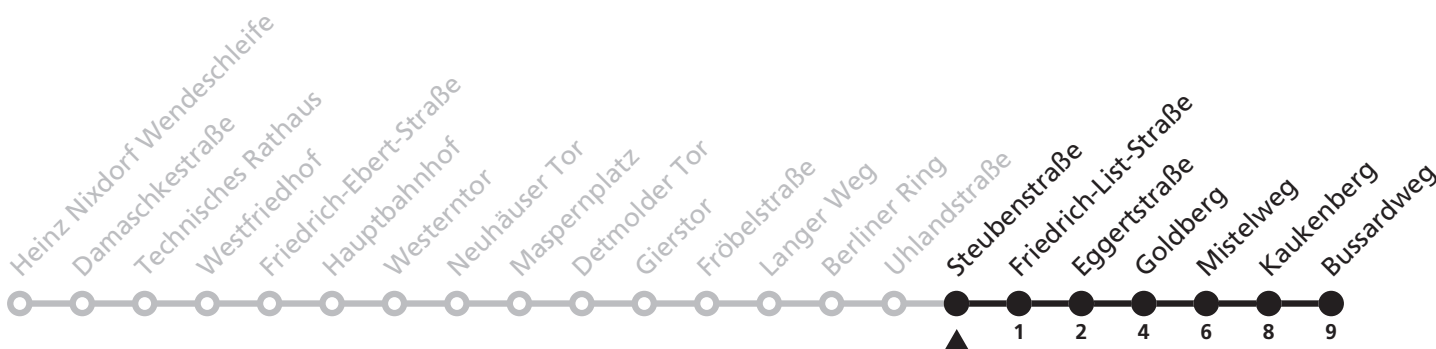 Heinz Nixdorf Wendeschleife
Damaschkestraße
Technisches Rathaus
Westfriedhof
Friedrich-Ebert-Straße
Hauptbahnhof
Westerntor
Neuhäuser Tor
Maspernplatz
Detmolder Tor
Gierstor
Fröbelstraße
Langer Weg
Berliner Ring
Uhlandstraße
Steubenstraße
Friedrich-List-Straße
Eggertstraße
Goldberg
Mistelweg
Kaukenberg
Bussardweg
1 2 4 6 8 9